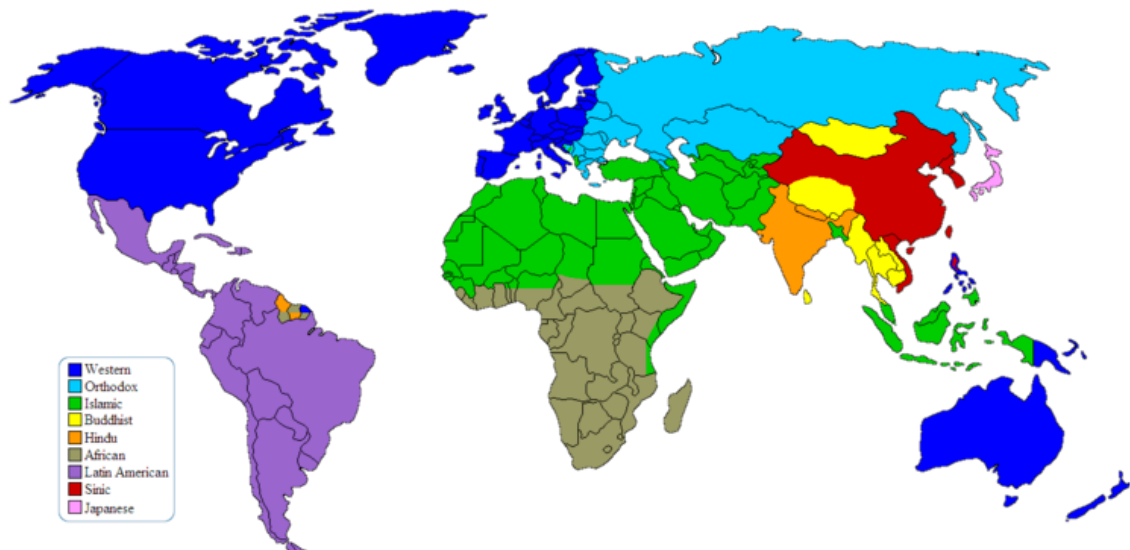 Western
Orthodox
Islamic
Buddhist
Hindu
African
Latin American
Sinic
Japanese